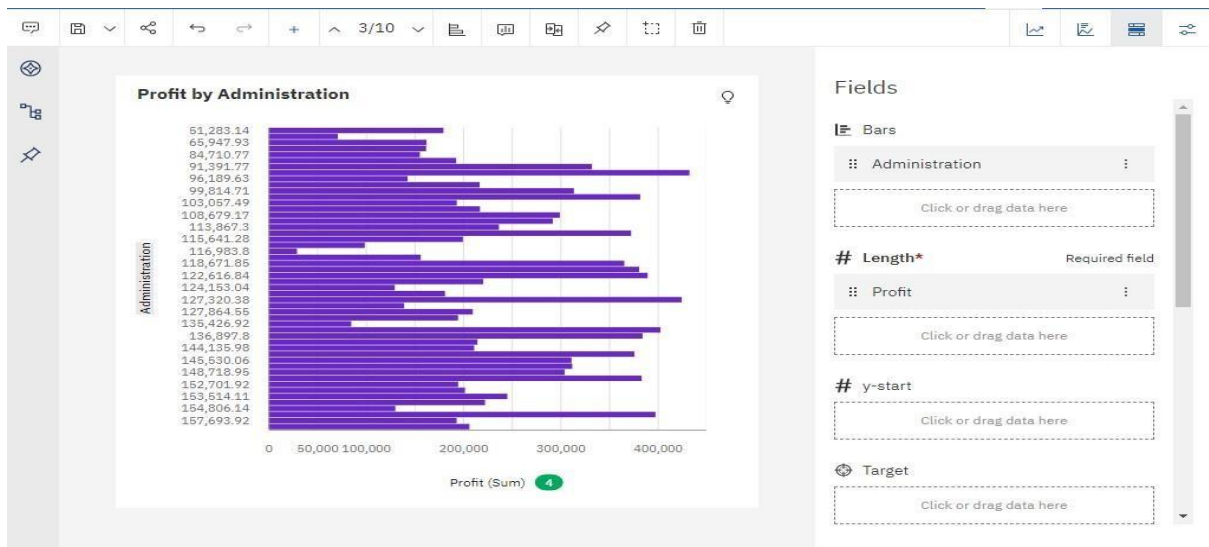 3/10
Profit by Administration
51,283.14
65,947.93
84,710.77
91,391.77
96,189.63
99,814.71
103,057.49
108,679.17
113,867.3
115,641.28
116,983.8
118,671.85
122,616.84
124,153.04
127,320.38
127,864.55
135,426.92
136,897.8
144,135.98
145,530.06
148,718.95
152,701.92
153,514.11
154,806.14
157,693.92
Administration
0 50,000 100,000 200,000 300,000 400,000
Profit (Sum) 4
Fields
Bars
Administration
Click or drag data here
# Length* Required field
Profit
Click or drag data here
# y-start
Click or drag data here
Target
Click or drag data here